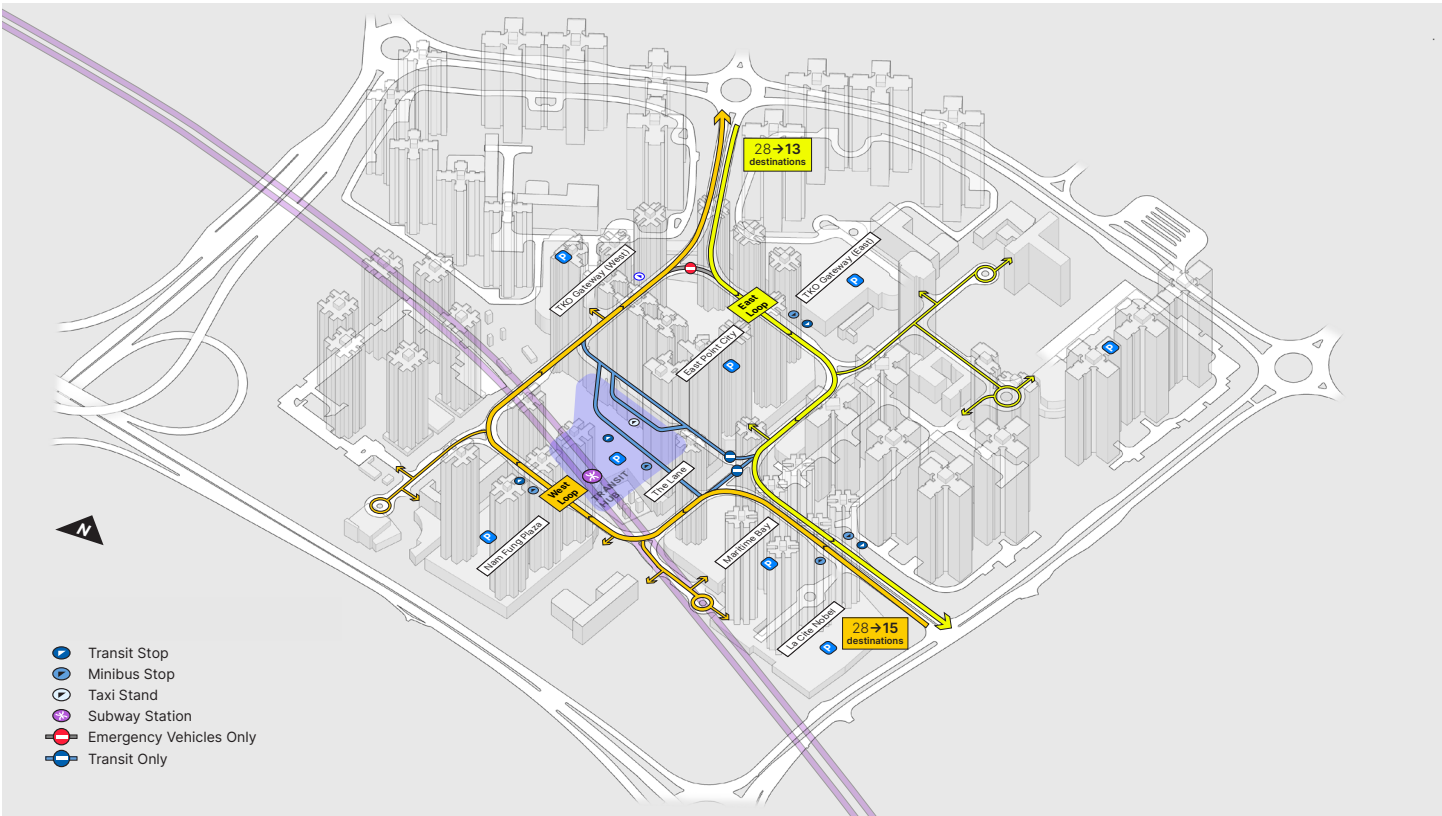 28→13
destinations
TKO Gateway (West)
TKO Gateway (East)
P
P
East
Loop
East Point City
P
P
P
The Lane
TRANSIT
HUB
West
Loop
N
P
Nam Fung Plaza
Maritime Bay
P
La Cite Nobel
P
28→15
destinations
Transit Stop
Minibus Stop
Taxi Stand
Subway Station
Emergency Vehicles Only
Transit Only